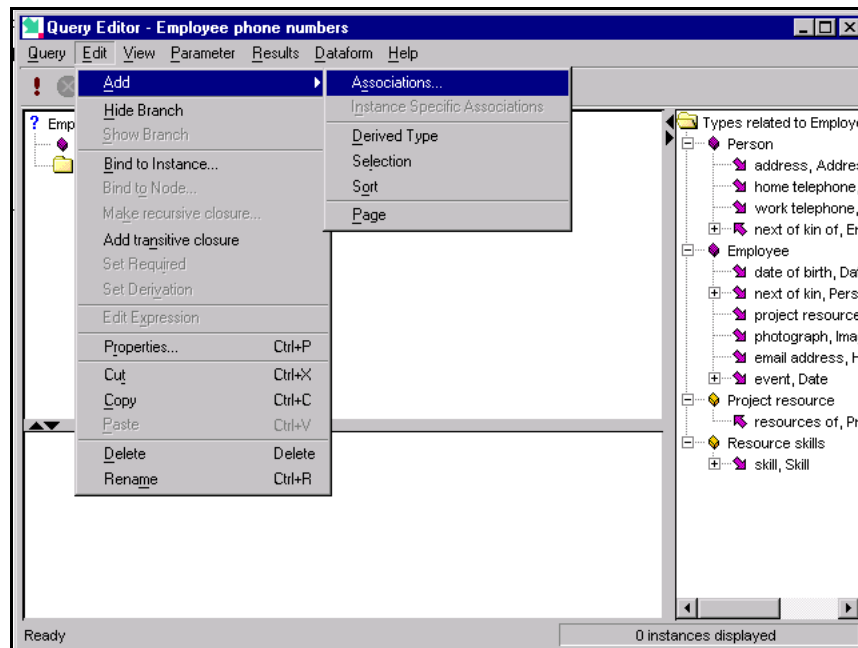 Query Editor - Employee phone numbers
Query Edit View Parameter Results Dataform Help
? Emp
Add
Hide Branch
Show Branch
Bind to Instance...
Bind to Node...
Make recursive closure...
Add transitive closure
Set Required
Set Derivation
Edit Expression
Properties... Ctrl+P
Cut Ctrl+X
Copy Ctrl+C
Paste Ctrl+V
Delete Delete
Rename Ctrl+R
Associations...
Instance Specific Associations
Derived Type
Selection
Sort
Page
Types related to Employe
Person
address, Addre
home telephone,
work telephone,
next of kin of, Em
Employee
date of birth, Da
next of kin, Pers
project resource
photograph, Ima
email address, H
event, Date
Project resource
resources of, Pr
Resource skills
skill, Skill
Ready
0 instances displayed